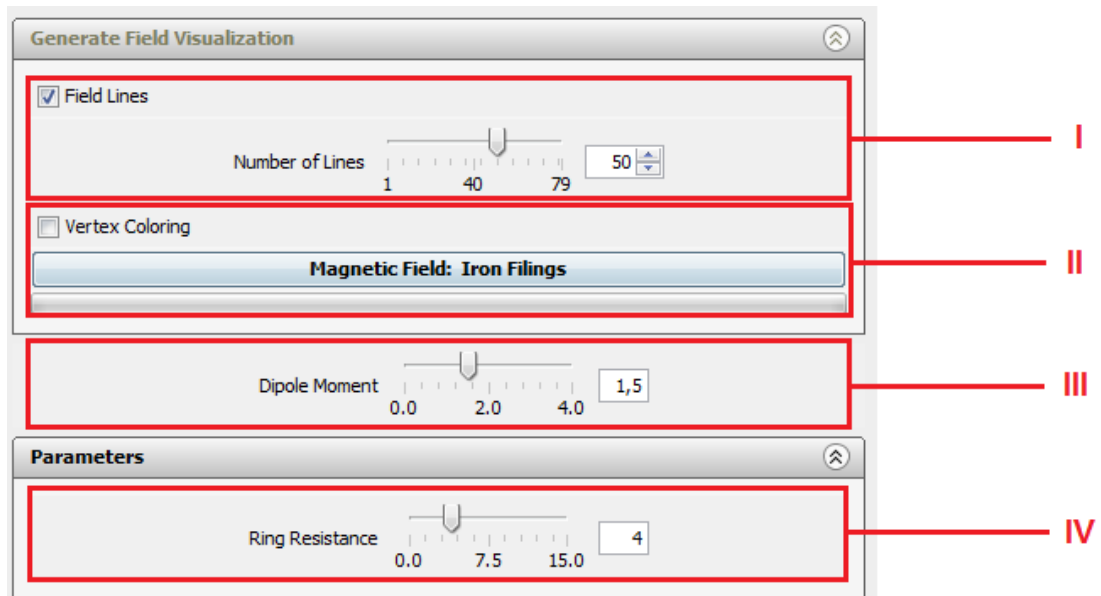 Generate Field Visualization
Field Lines
I
Number of Lines
50
1 40 79
Vertex Coloring
II
Magnetic Field: Iron Filings
Dipole Moment
1,5
III
0.0 2.0 4.0
Parameters
Ring Resistance
4
IV
0.0 7.5 15.0